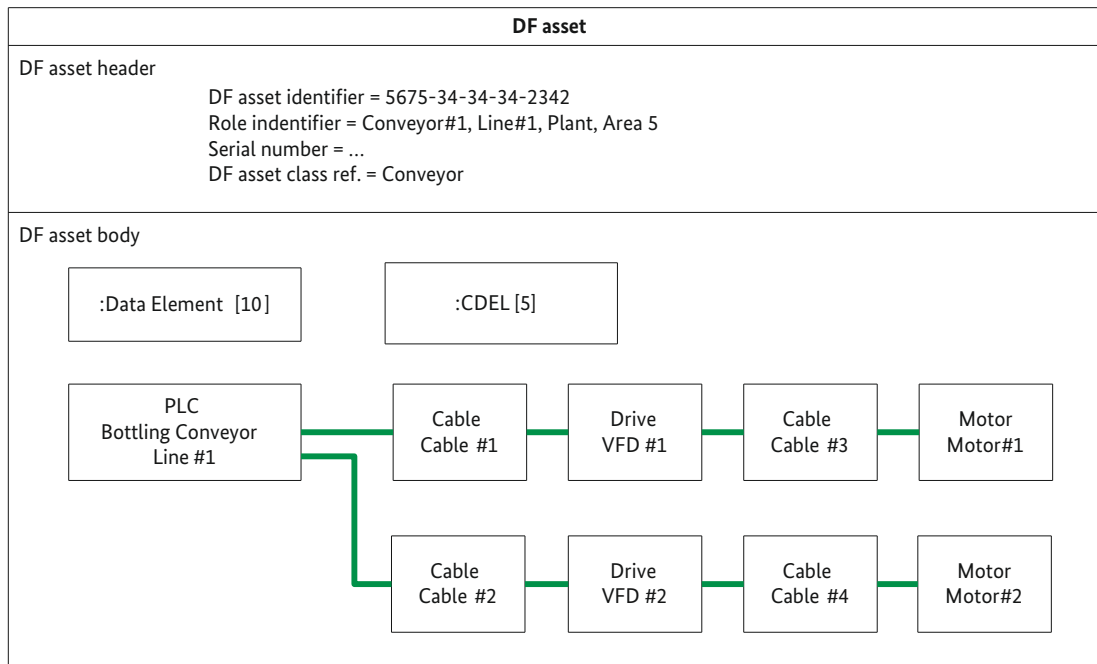 DF asset
DF asset header
DF asset identifier = 5675-34-34-34-2342
Role indentifier = Conveyor#1, Line#1, Plant, Area 5
Serial number = ...
DF asset class ref. = Conveyor
DF asset body
:Data Element [10]
:CDEL [5]
PLC
Bottling Conveyor
Line #1
Cable
Cable #1
Drive
VFD #1
Cable
Cable #3
Motor
Motor#1
Cable
Cable #2
Drive
VFD #2
Cable
Cable #4
Motor
Motor#2